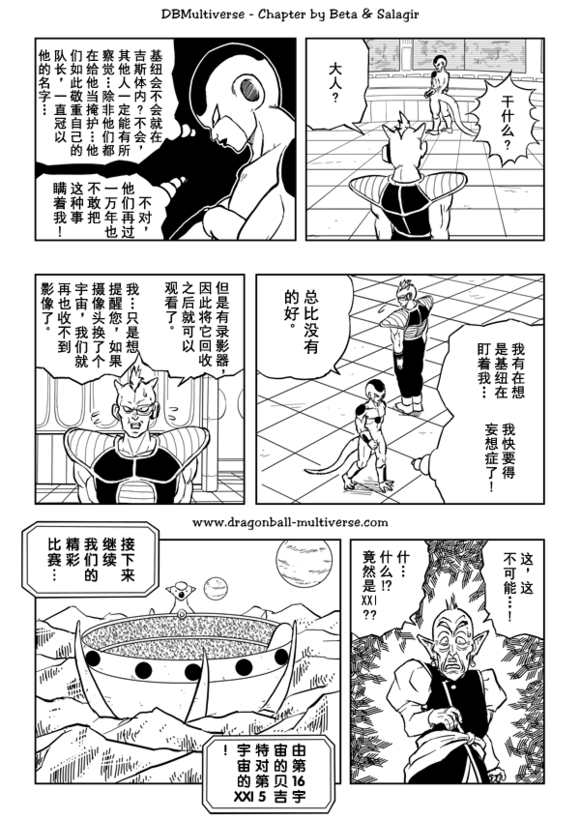 DBMultiverse - Chapter by Beta & Salagir
基纽会不会就在
吉斯体内？不会，
其他人一定能有所
察觉…除非他们都
在给他当掩护…他
们如此敬重自己的
队长，一直冠以
他的名字…
不对，
他们再过
一万年也
不敢把
这种事
瞒着我！
大人？
干什么？
我…只是想
提醒您，如果
摄像头换了个
宇宙，我们就
再也收不到
影像了。
但是有录影器，
因此将它回收
之后就可以
观看了。
总比没有
的好。
我有在想
是基纽在
盯着我…
我快要得
妄想症了！
www.dragonball-multiverse.com
接下来
继续
我们的
精彩
比赛…
由第16宇
宙的贝吉
特对第5
宇宙的XXI
！
什…
什么!?
竟然是XXI
??
这，这
不可能…！